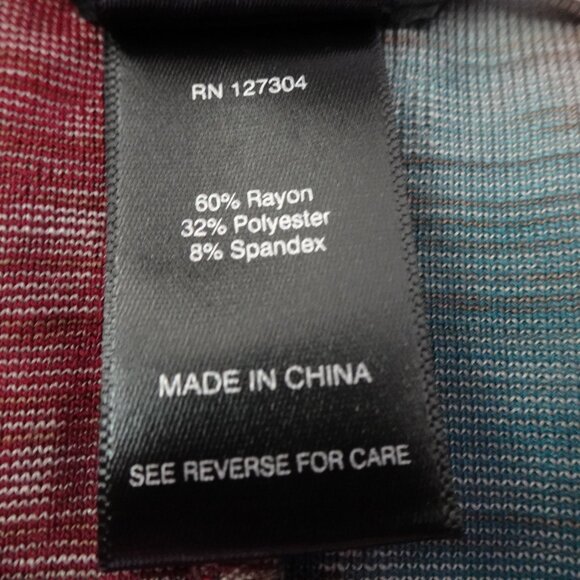 RN 127304
60% Rayon
32% Polyester
8% Spandex
MADE IN CHINA
SEE REVERSE FOR CARE